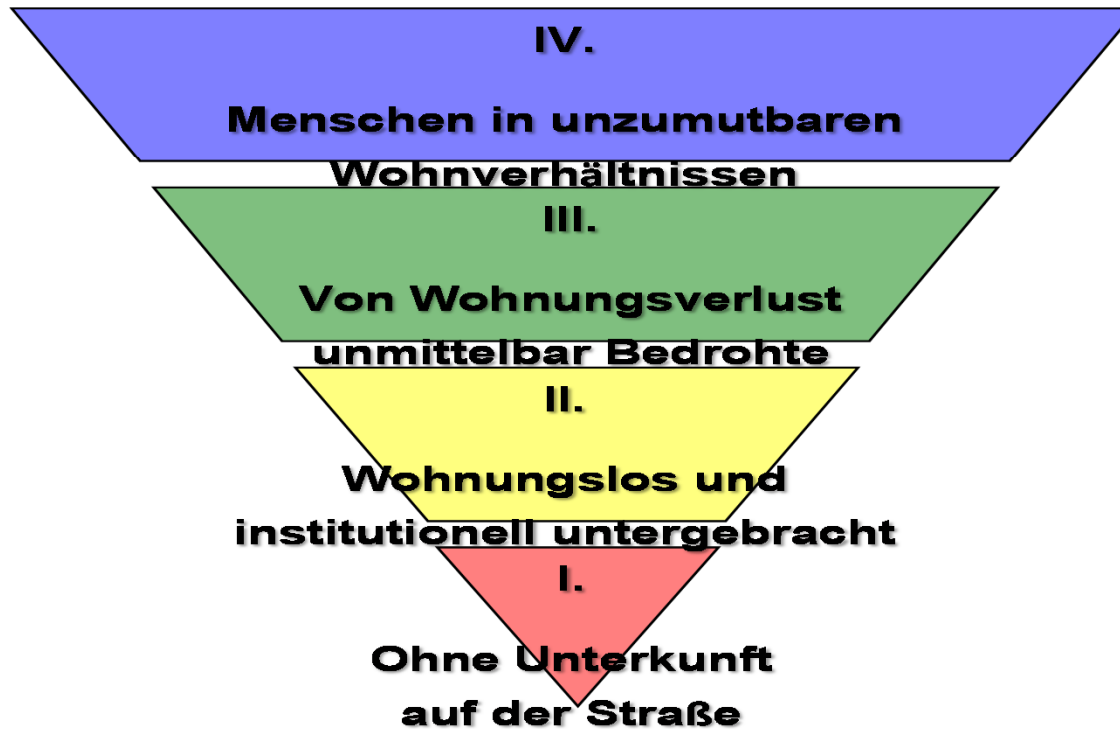 IV.
Menschen in unzumutbaren
Wohnverhältnissen
III.
Von Wohnungsverlust
unmittelbar Bedrohte
II.
Wohnungslos und
institutionell untergebracht
I.
Ohne Unterkunft
auf der Straße